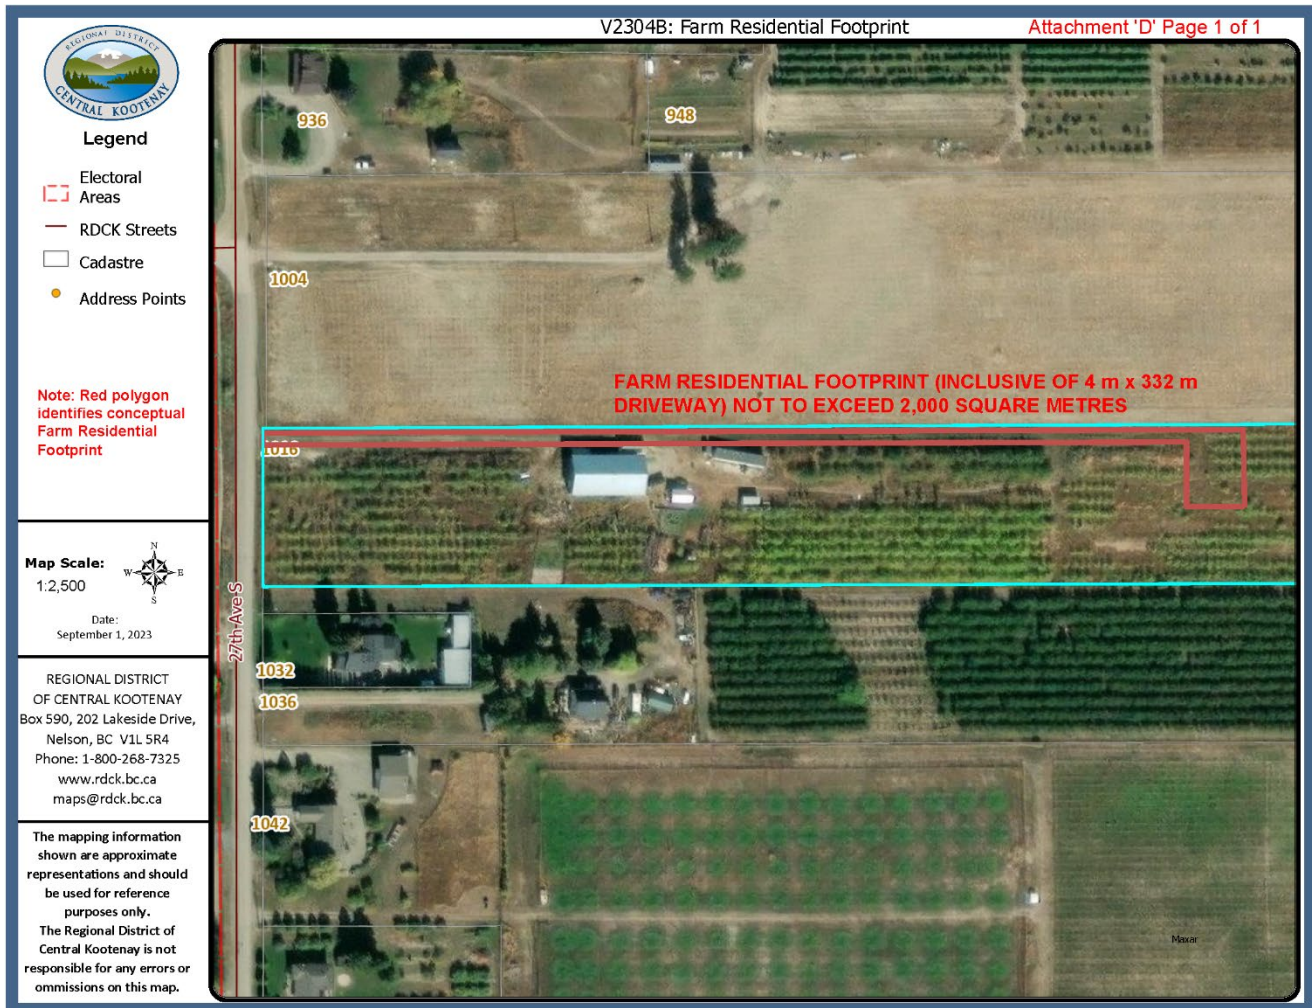 V2304B: Farm Residential Footprint
Attachment 'D' Page 1 of 1
REGIONAL DISTRICT
CENTRAL KOOTENAY
Legend
Electoral
Areas
RDCK Streets
Cadastre
Address Points
Note: Red polygon
identifies conceptual
Farm Residential
Footprint
Map Scale:
1:2,500
N
W
E
S
Date:
September 1, 2023
REGIONAL DISTRICT
OF CENTRAL KOOTENAY
Box 590, 202 Lakeside Drive,
Nelson, BC V1L 5R4
Phone: 1-800-268-7325
www.rdck.bc.ca
maps@rdck.bc.ca
The mapping information
shown are approximate
representations and should
be used for reference
purposes only.
The Regional District of
Central Kootenay is not
responsible for any errors or
ommissions on this map.
936
948
1004
FARM RESIDENTIAL FOOTPRINT (INCLUSIVE OF 4 m x 332 m
DRIVEWAY) NOT TO EXCEED 2,000 SQUARE METRES
1016
27th Ave S
1032
1036
1042
Maxar